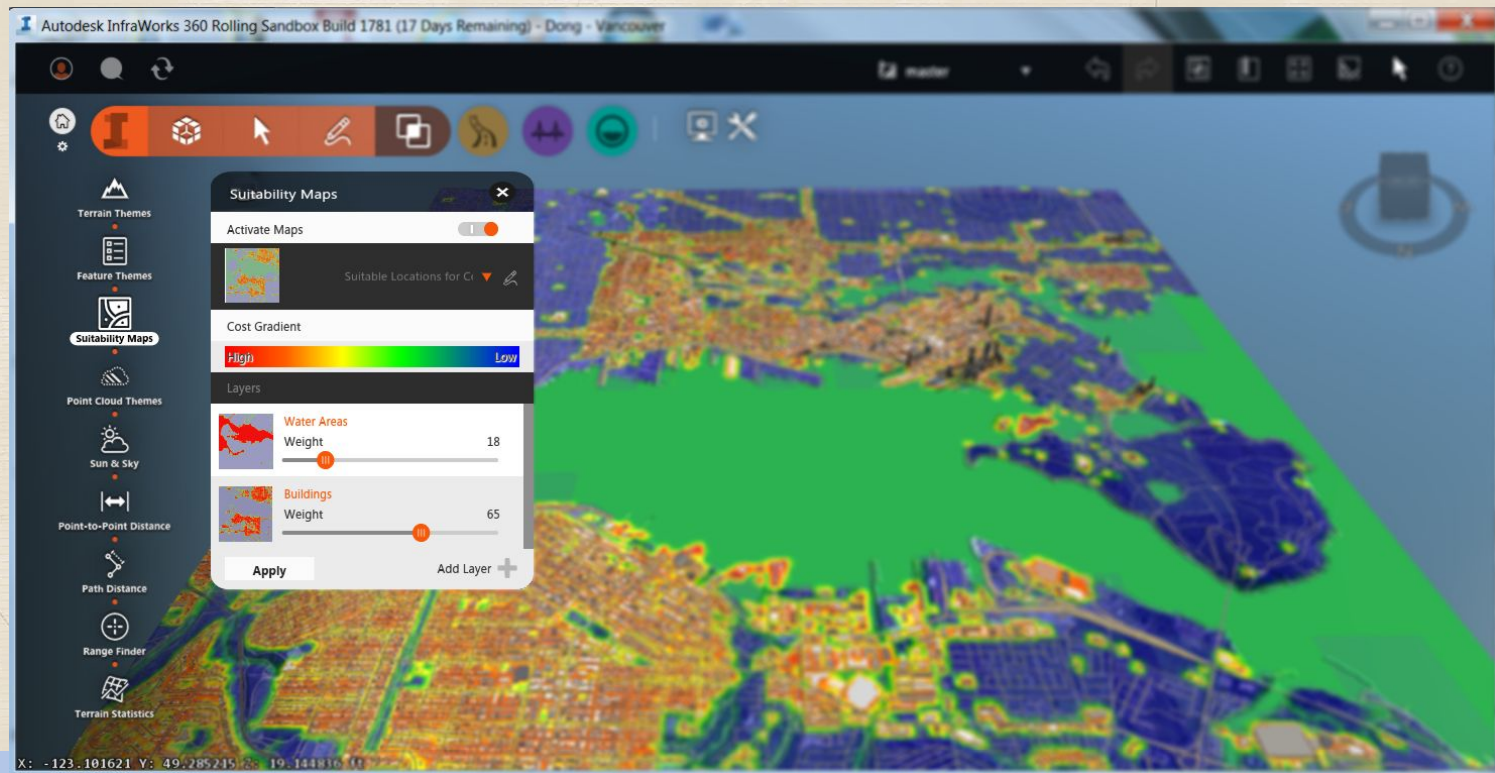 Autodesk InfraWorks 360 Rolling Sandbox Build 1781 (17 Days Remaining) - Dong - Vancouver
master
Terrain Themes
Feature Themes
Suitability Maps
Point Cloud Themes
Sun & Sky
Point-to-Point Distance
Path Distance
Range Finder
Terrain Statistics
Suitability Maps
Activate Maps
Suitable Locations for
Cost Gradient
High Low
Layers
Water Areas
Weight 18
Buildings
Weight 65
Apply Add Layer
X: -123.101621 Y: 49.285245 Z: 19.144836